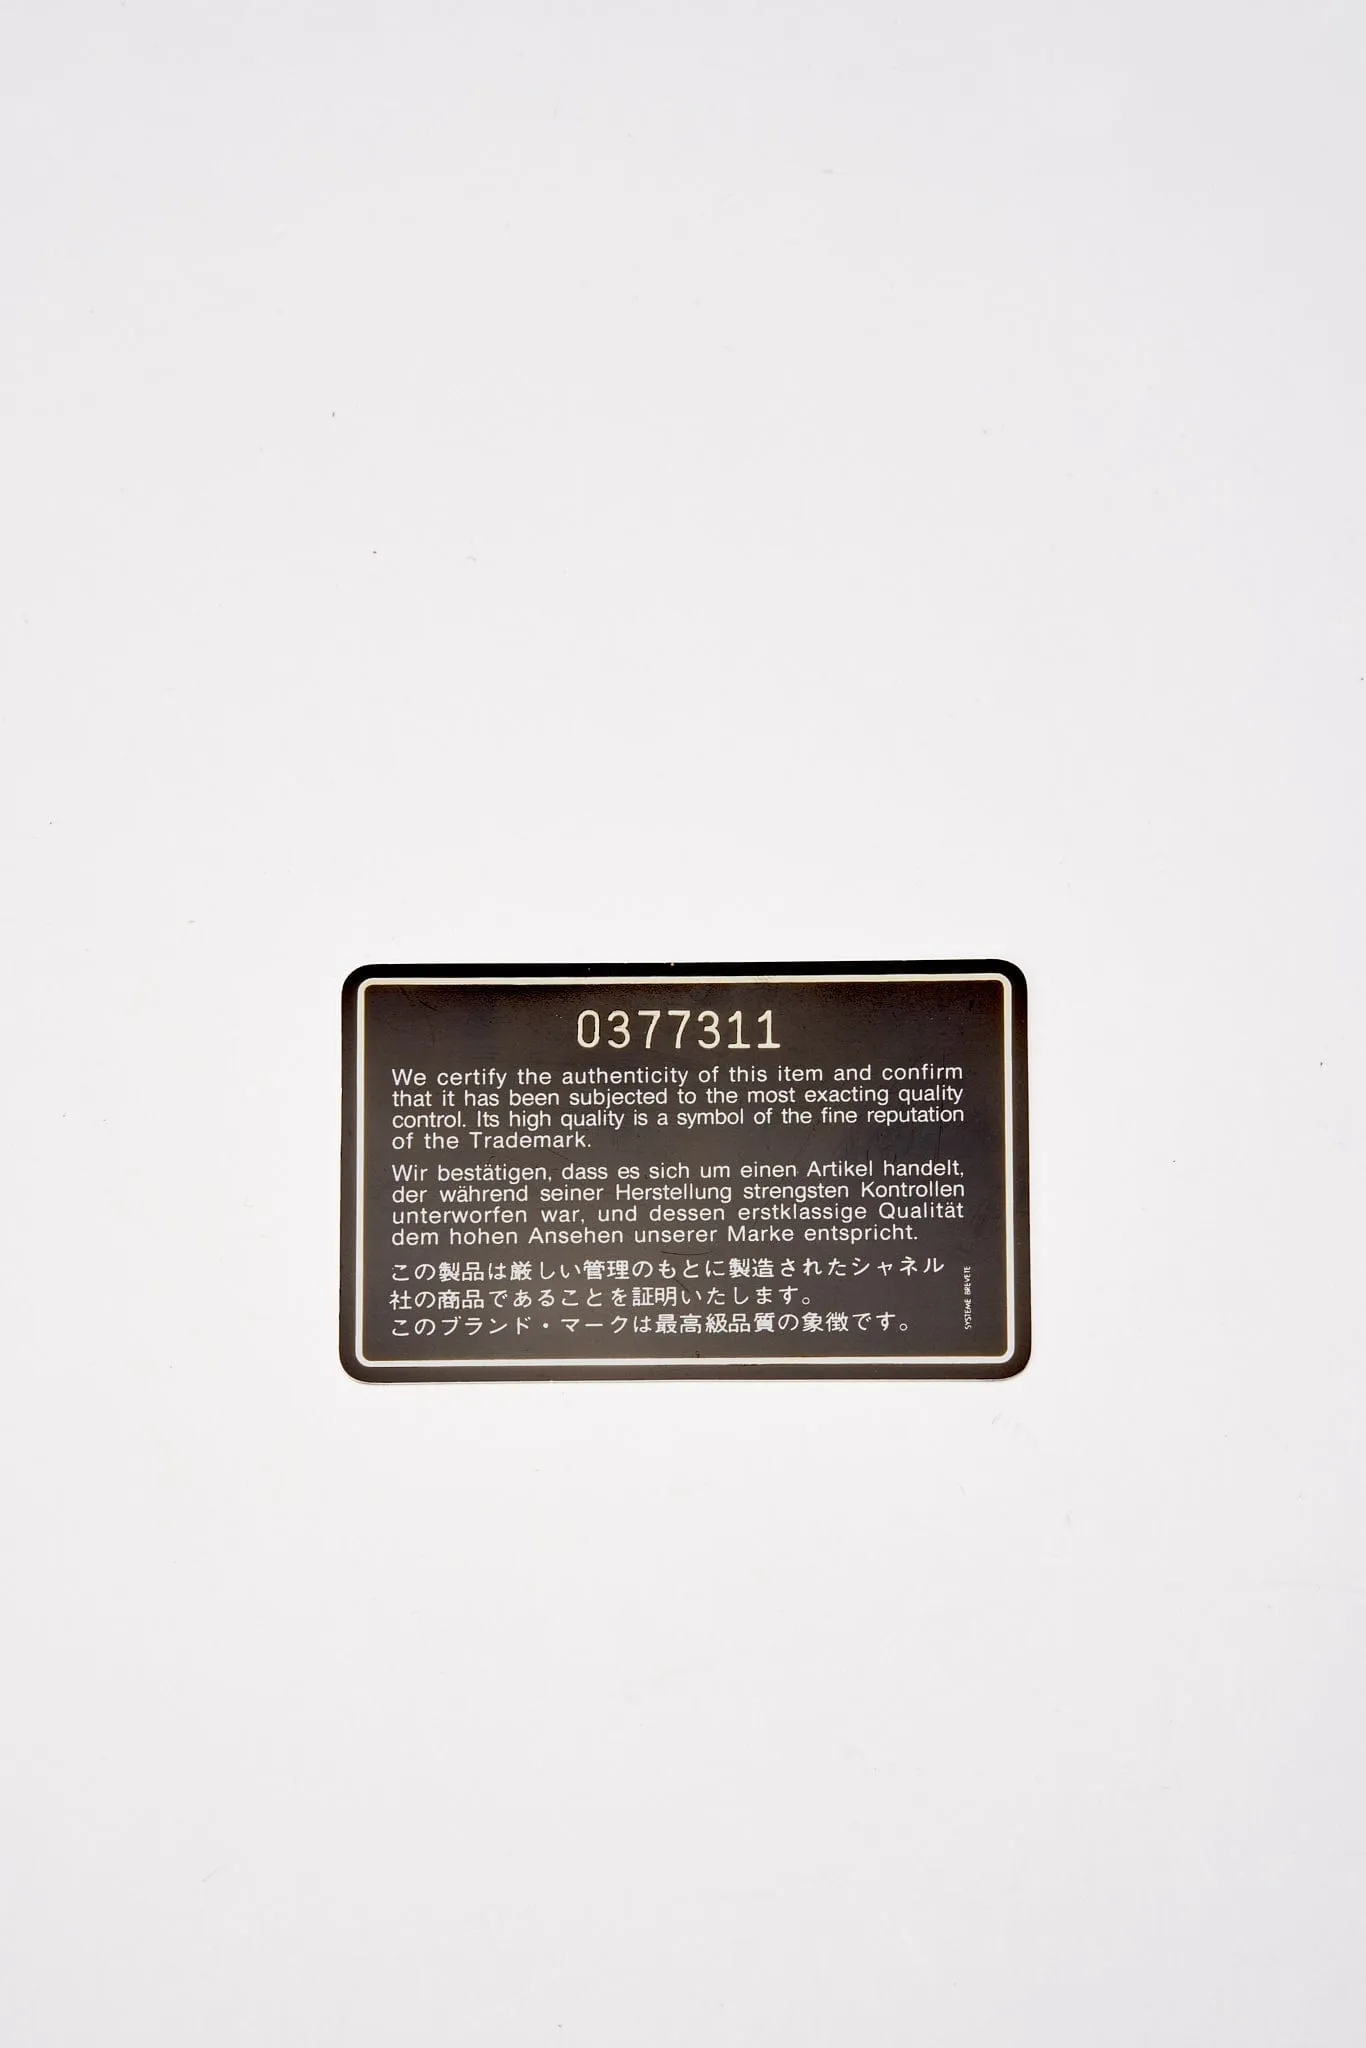 0377311
We certify the authenticity of this item and confirm
that it has been subjected to the most exacting quality
control. Its high quality is a symbol of the fine reputation
of the Trademark.
Wir bestätigen, dass es sich um einen Artikel handelt,
der während seiner Herstellung strengsten Kontrollen
unterworfen war, und dessen erstklassige Qualität
dem hohen Ansehen unserer Marke entspricht.
この製品は厳しい管理のもとに製造されたシャネル
社の商品であることを証明いたします。
このブランド・マークは最高級品質の象徴です。
SYSTEME BREVETE